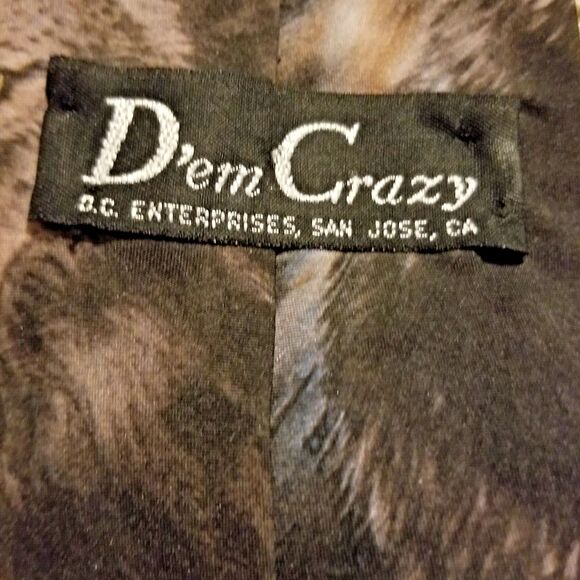 D'em Crazy
D.C. ENTERPRISES, SAN JOSE, CA